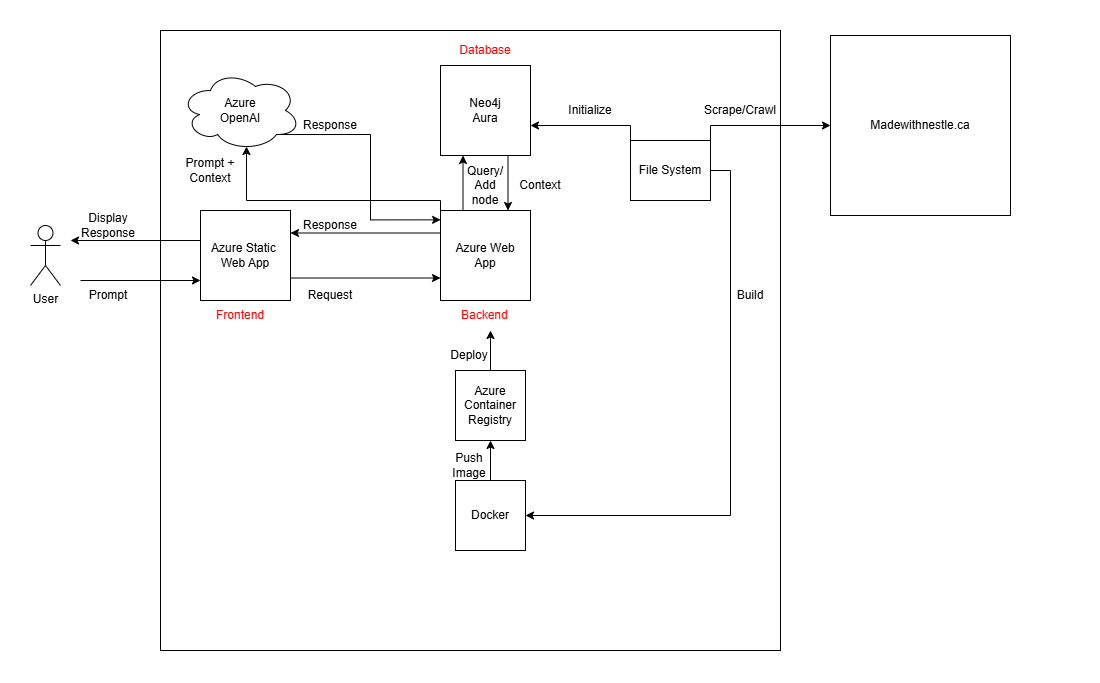 Database
Azure
OpenAI
Neo4j
Aura
Response
Initialize
Scrape/Crawl
Madewithnestle.ca
File System
Prompt +
Context
Query/
Add
node
Context
Display
Response
Response
Azure Static
Web App
Azure Web
App
User
Prompt
Request
Build
Frontend
Backend
Deploy
Azure
Container
Registry
Push
Image
Docker